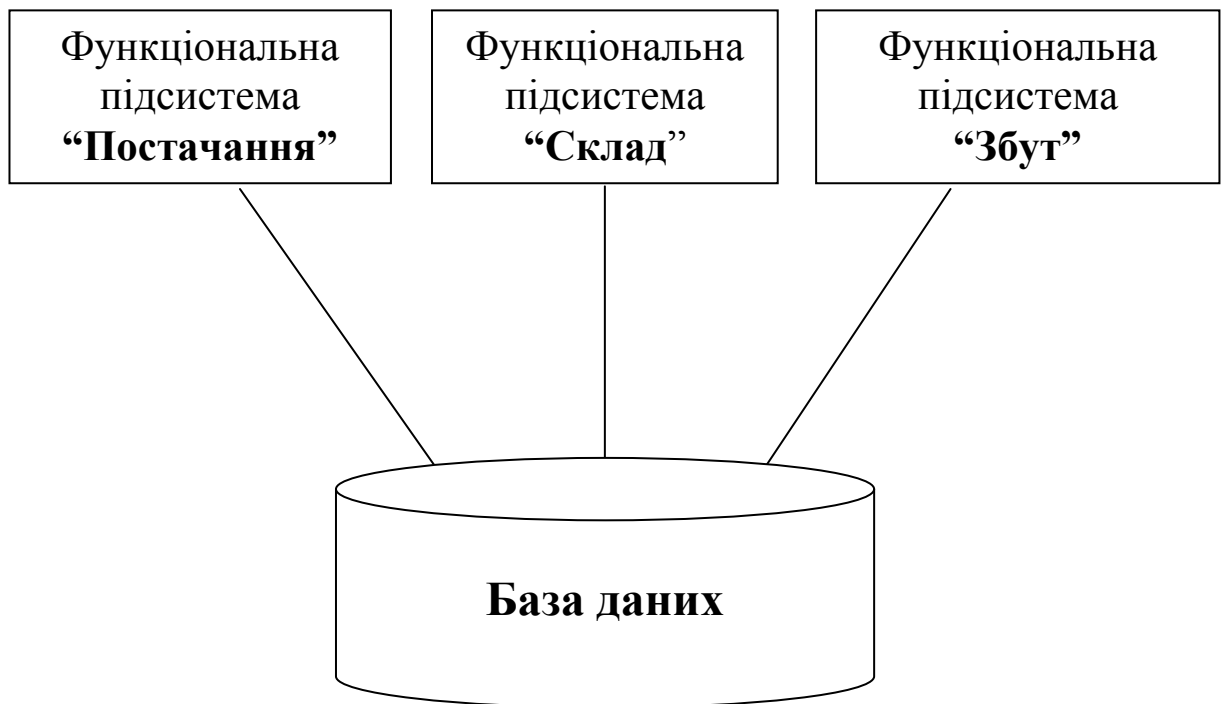 Функціональна
підсистема
“Постачання”
Функціональна
підсистема
“Склад”
Функціональна
підсистема
“Збут”
База даних